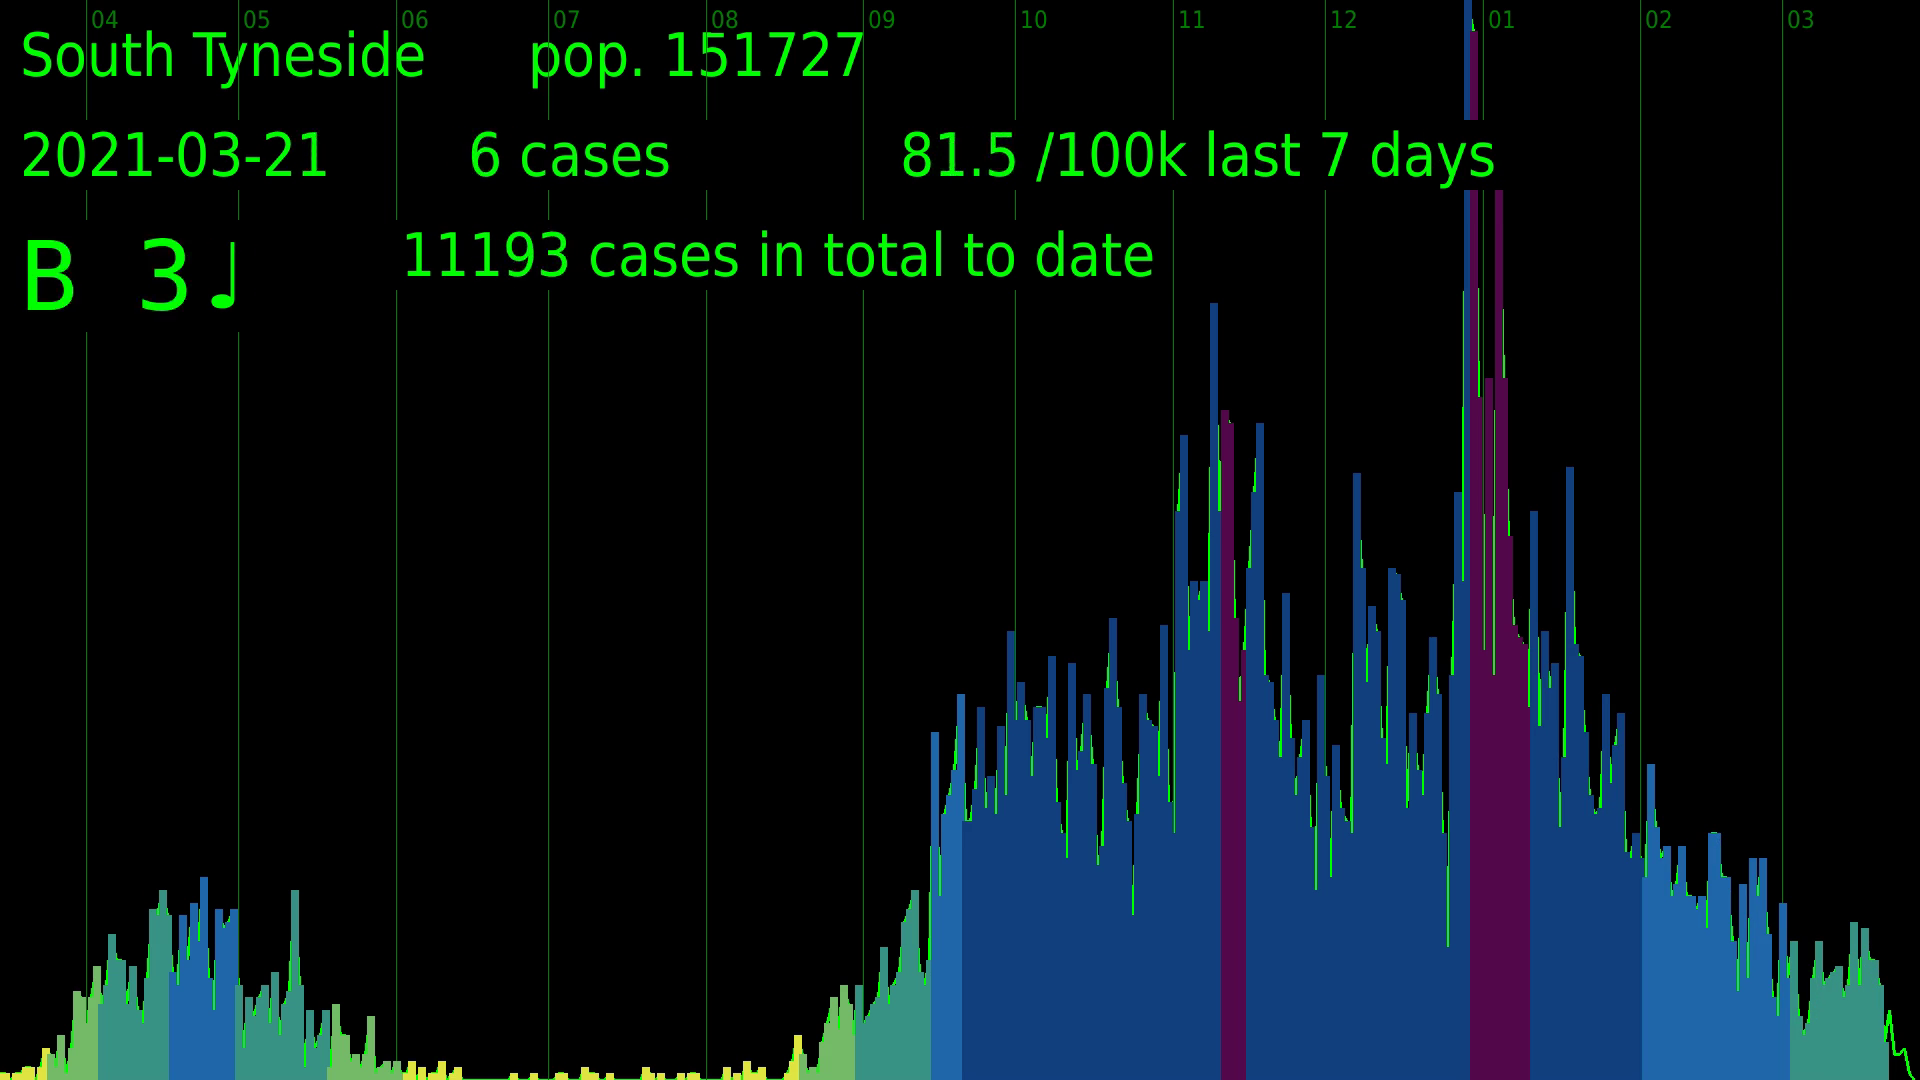 04 05 06 07 08 09 10 11 12 01 02 03
South Tyneside pop. 151727
2021-03-21 6 cases 81.5 /100k last 7 days
B 3♩ 11193 cases in total to date